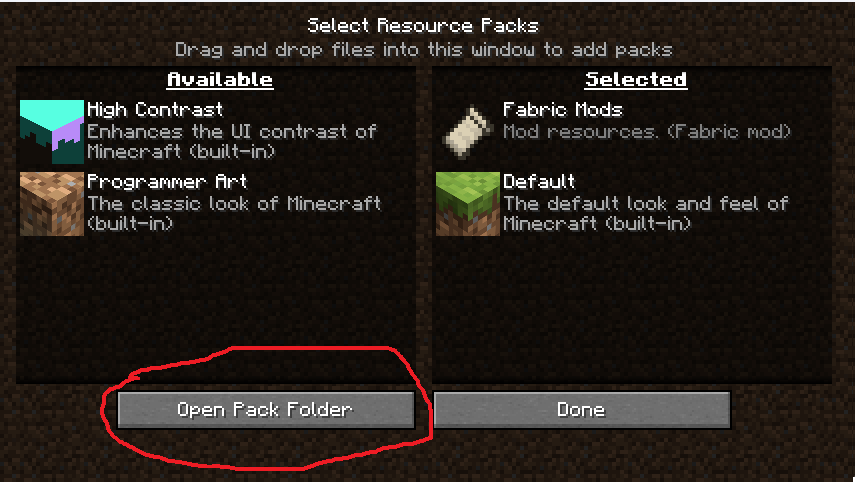 Select Resource Packs
Drag and drop files into this window to add packs
Available
High Contrast
Enhances the UI contrast of
Minecraft (built-in)
Programmer Art
The classic look of Minecraft
(built-in)
Selected
Fabric Mods
Mod resources. (Fabric mod)
Default
The default look and feel of
Minecraft (built-in)
Open Pack Folder
Done